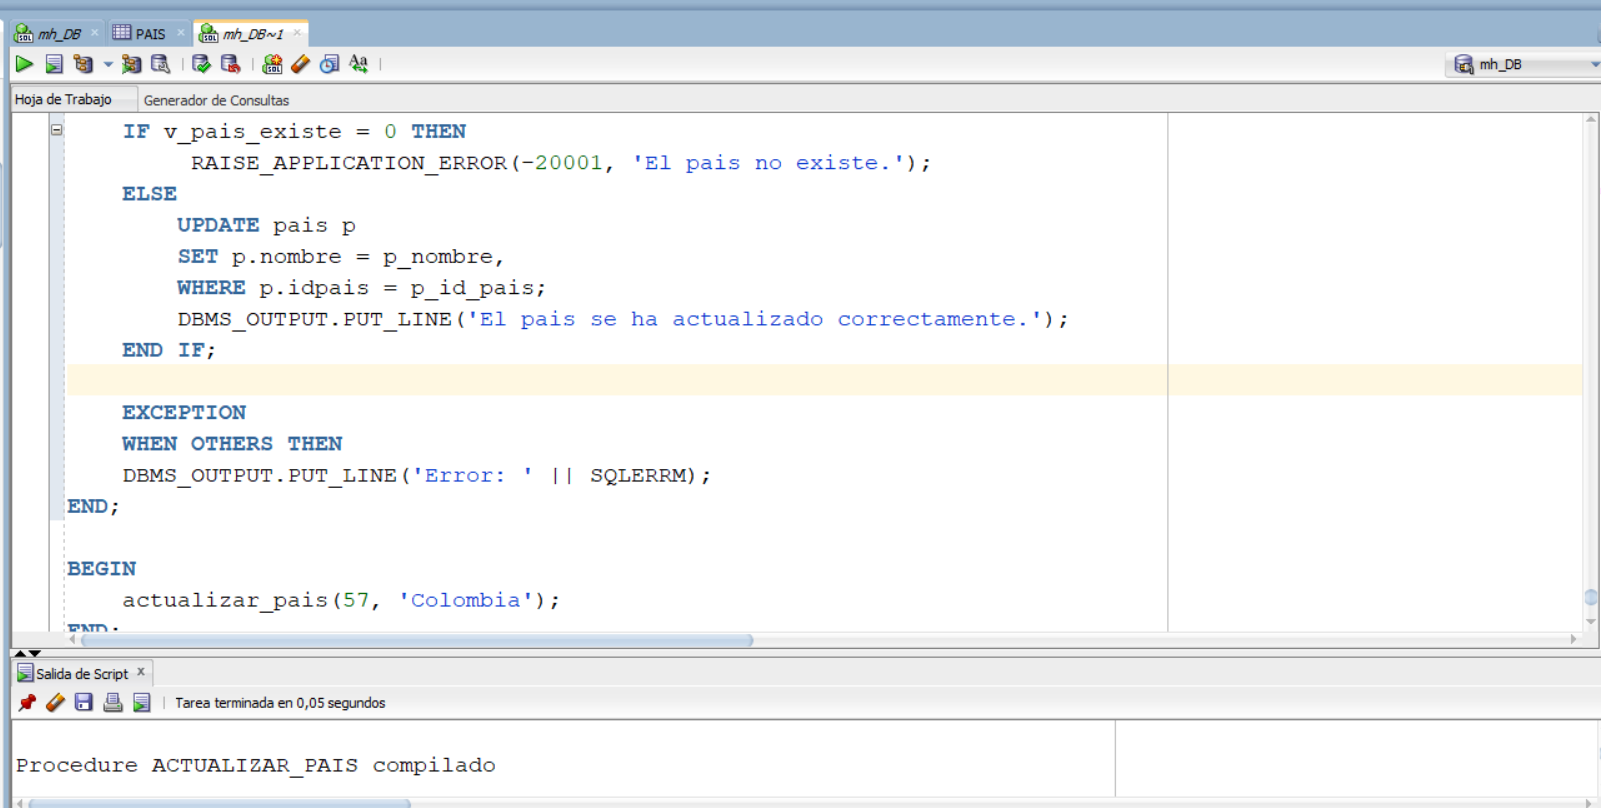 mh_DB
PAIS
mh_DB~1
mh_DB
Hoja de Trabajo
Generador de Consultas
IF v_pais_existe = 0 THEN
RAISE_APPLICATION_ERROR(-20001, 'El pais no existe.');
ELSE
UPDATE pais p
SET p.nombre = p_nombre,
WHERE p.idpais = p_id_pais;
DBMS_OUTPUT.PUT_LINE('El pais se ha actualizado correctamente.');
END IF;
EXCEPTION
WHEN OTHERS THEN
DBMS_OUTPUT.PUT_LINE('Error: ' || SQLERRM);
END;
BEGIN
actualizar_pais(57, 'Colombia');
END;
Salida de Script
Tarea terminada en 0,05 segundos
Procedure ACTUALIZAR_PAIS compilado